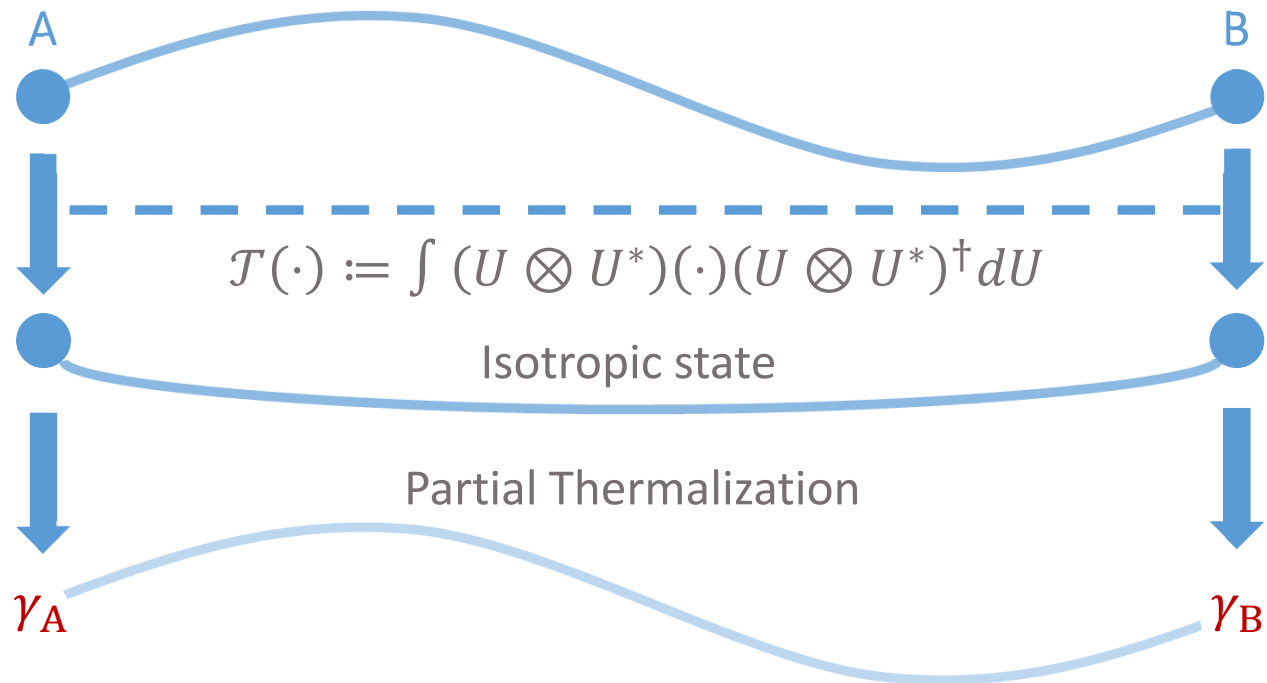 A B
𝒯(·) ≔ ∫ (U ⊗ U*)(·)(U ⊗ U*)†dU
Isotropic state
Partial Thermalization
γA γB